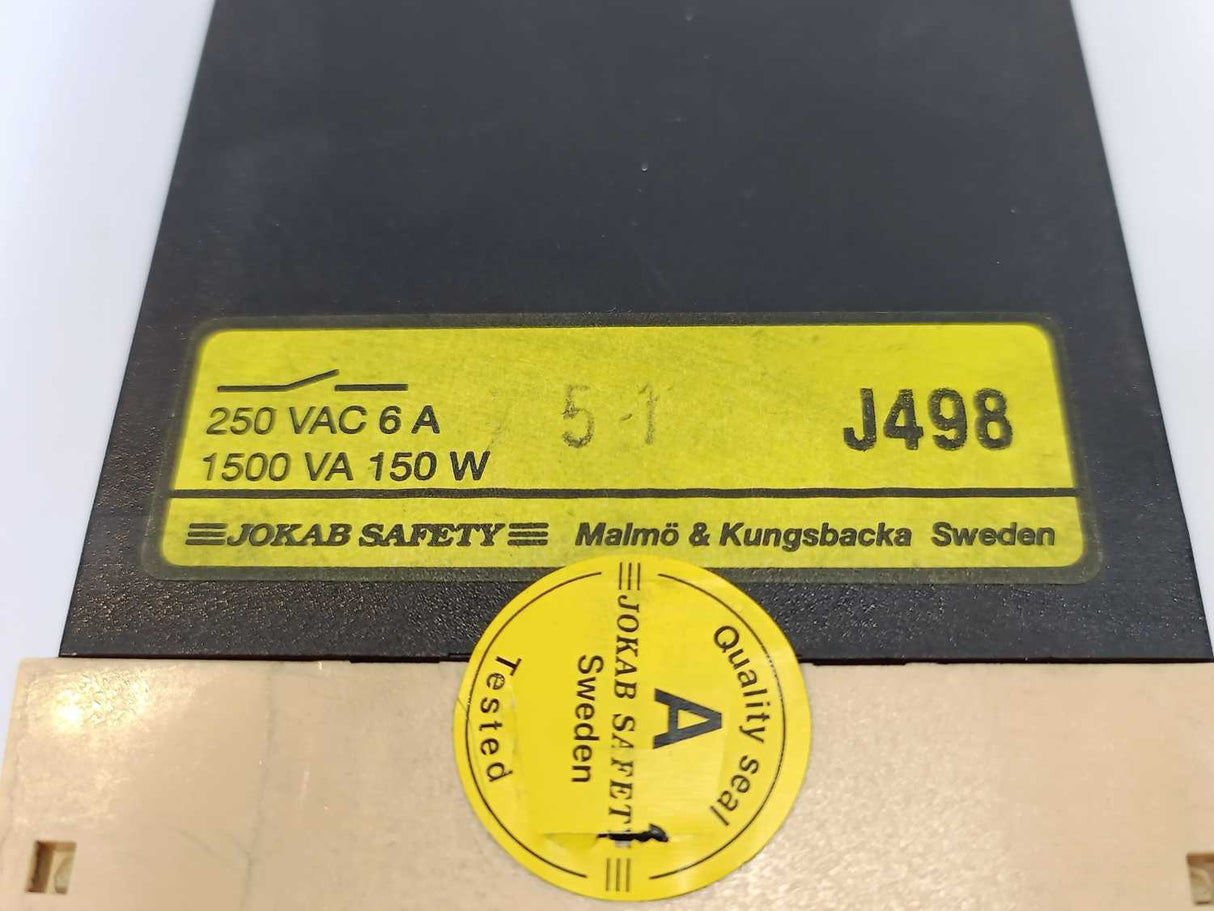 250 VAC 6 A
1500 VA 150 W
5 1
J498
JOKAB SAFETY Malmö & Kungsbacka Sweden
Quality seal
A
JOKAB SAFETY
Sweden
Tested